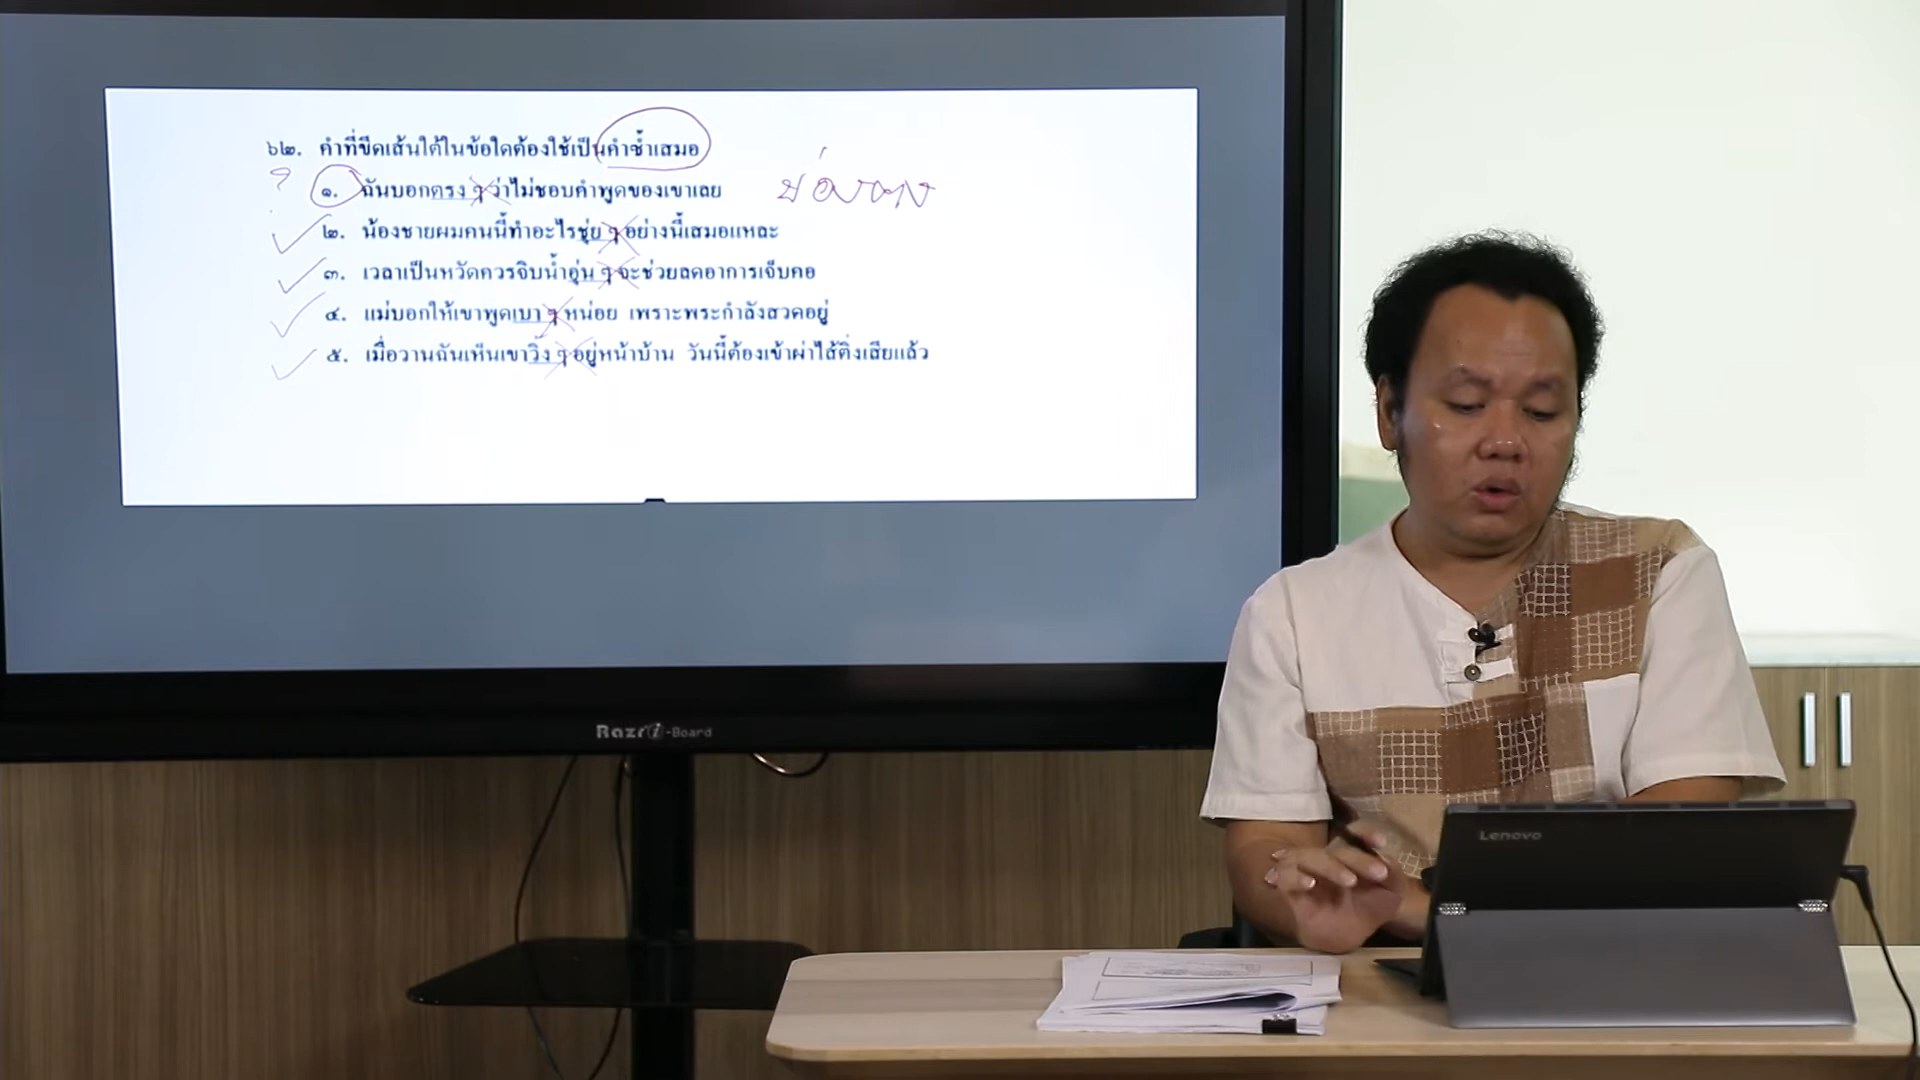 ๖๒. คำที่ขีดเส้นใต้ในข้อใดต้องใช้เป็นคำซ้ำเสมอ
?
๑. ฉันบอกตรง ๆ ว่าไม่ชอบคำพูดของเขาเลย
๒. น้องชายผมคนนี้ทำอะไรชุ่ย ๆ อย่างนี้เสมอแหละ
๓. เวลาเป็นหวัดควรจิบน้ำอุ่น ๆ จะช่วยลดอาการเจ็บคอ
๔. แม่บอกให้เขาพูดเบา ๆ หน่อย เพราะพระกำลังสวดอยู่
๕. เมื่อวานฉันเห็นเขาวิ่ง ๆ อยู่หน้าบ้าน วันนี้ต้องเข้าผ่าไส้ติ่งเสียแล้ว
Razr i-Board
Lenovo